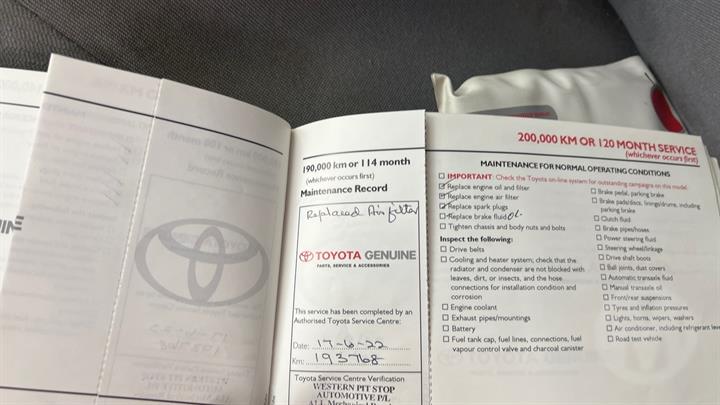 190,000 km or 114 month
(whichever occurs first)
Maintenance Record
Replaced Air filter
TOYOTA GENUINE
PARTS, SERVICE & ACCESSORIES
This service has been completed by an
Authorised Toyota Service Centre:
Date: 17-6-22
Km: 193768
Toyota Service Centre Verification
WESTERN PIT STOP
AUTOMOTIVE P/L
200,000 KM OR 120 MONTH SERVICE
(whichever occurs first)
MAINTENANCE FOR NORMAL OPERATING CONDITIONS
IMPORTANT: Check the Toyota on-line system for outstanding campaigns on this model.
Replace engine oil and filter
Replace engine air filter
Replace spark plugs
Replace brake fluid
Tighten chassis and body nuts and bolts
Inspect the following:
Drive belts
Cooling and heater system; check that the
radiator and condenser are not blocked with
leaves, dirt, or insects, and the hose
connections for installation condition and
corrosion
Engine coolant
Exhaust pipes/mountings
Battery
Fuel tank cap, fuel lines, connections, fuel
vapour control valve and charcoal canister
Brake pedal, parking brake
Brake pads/discs, linings/drums, including
parking brake
Clutch fluid
Brake pipes/hoses
Power steering fluid
Steering wheel/linkage
Drive shaft boots
Ball joints, dust covers
Automatic transaxle fluid
Manual transaxle oil
Front/rear suspensions
Tyres and inflation pressures
Lights, horns, wipers, washers
Air conditioner, including refrigerant leve
Road test vehicle